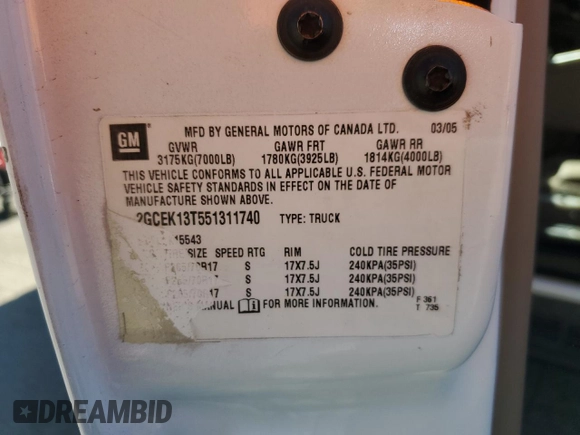 GM
MFD BY GENERAL MOTORS OF CANADA LTD. 03/05
GVWR GAWR FRT GAWR RR
3175KG(7000LB) 1780KG(3925LB) 1814KG(4000LB)
THIS VEHICLE CONFORMS TO ALL APPLICABLE U.S. FEDERAL MOTOR
VEHICLE SAFETY STANDARDS IN EFFECT ON THE DATE OF
MANUFACTURE SHOWN ABOVE.
2GCEK13T551311740 TYPE: TRUCK
15543
SIZE SPEED RTG RIM COLD TIRE PRESSURE
S 17X7.5J 240KPA(35PSI)
S 17X7.5J 240KPA(35PSI)
S 17X7.5J 240KPA(35PSI)
FOR MORE INFORMATION. F 361
T 735
DREAMBID